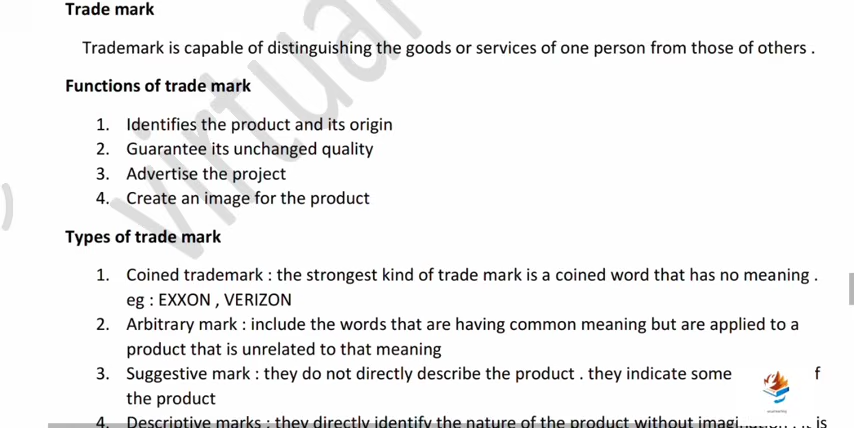 Trade mark
Trademark is capable of distinguishing the goods or services of one person from those of others .
Functions of trade mark
1. Identifies the product and its origin
2. Guarantee its unchanged quality
3. Advertise the project
4. Create an image for the product
Types of trade mark
1. Coined trademark : the strongest kind of trade mark is a coined word that has no meaning .
eg : EXXON , VERIZON
2. Arbitrary mark : include the words that are having common meaning but are applied to a
product that is unrelated to that meaning
3. Suggestive mark : they do not directly describe the product . they indicate some f
the product
4. Descriptive marks : they directly identify the nature of the product without is
virtual